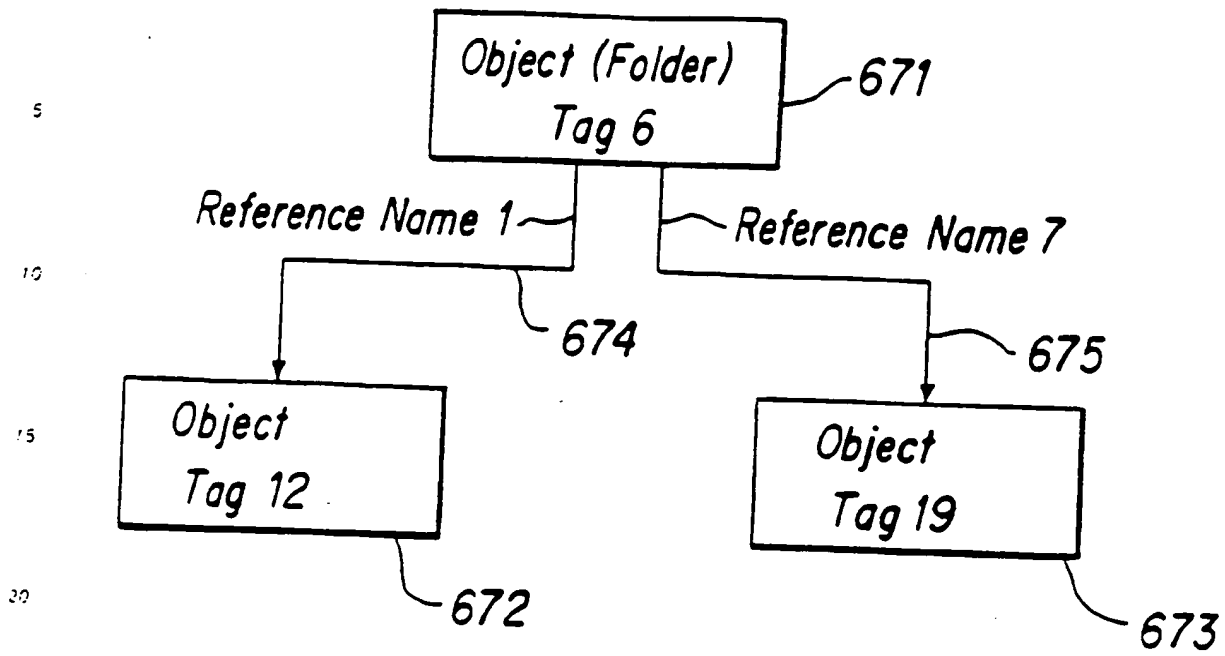 Object (Folder)
Tag 6
671
5
Reference Name 1
Reference Name 7
10
674
675
Object
Tag 12
15
Object
Tag 19
672
20
673